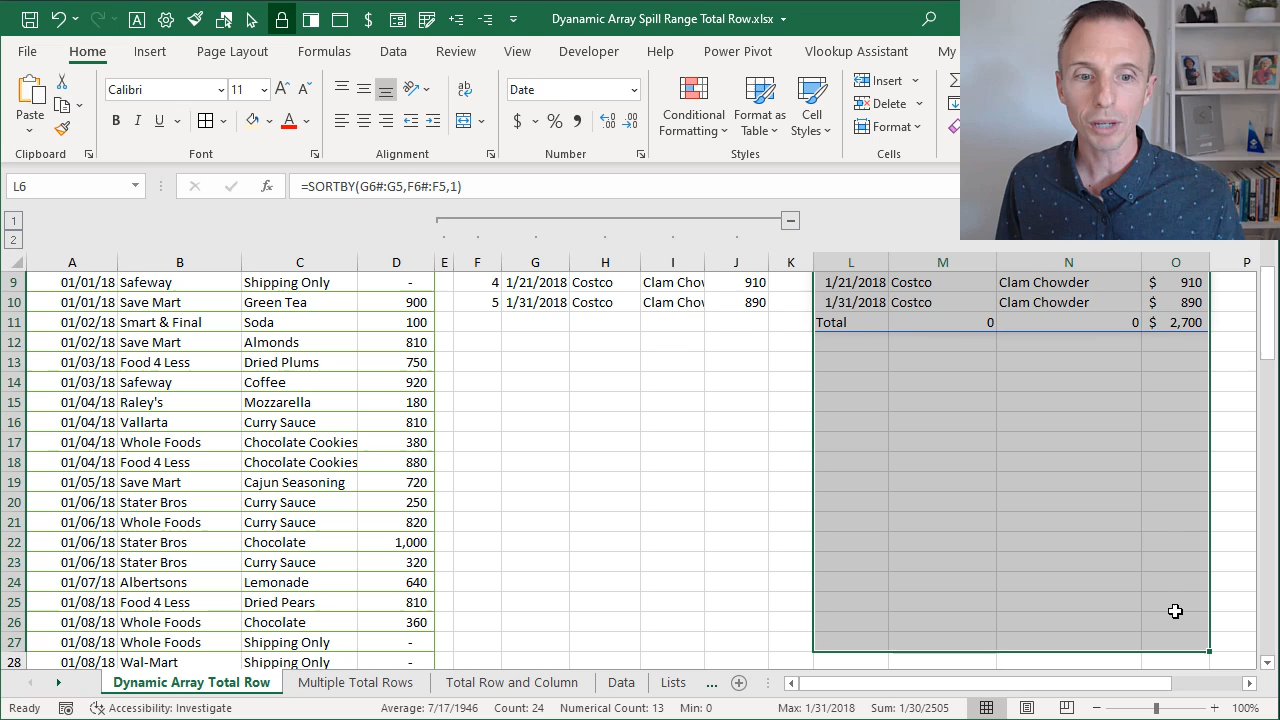 Dyanamic Array Spill Range Total Row.xlsx
File Home Insert Page Layout Formulas Data Review View Developer Help Power Pivot Vlookup Assistant My
Paste
Calibri 11
B I U A
ab
Date
$ % 9
Conditional Formatting
Format as Table
Cell Styles
Insert
Delete
Format
Clipboard Font Alignment Number Styles Cells
L6 fx =SORTBY(G6#:G5,F6#:F5,1)
1
2
A B C D E F G H I J K L M N O P
9 01/01/18 Safeway Shipping Only - 4 1/21/2018 Costco Clam Chow 910 1/21/2018 Costco Clam Chowder $ 910
10 01/01/18 Save Mart Green Tea 900 5 1/31/2018 Costco Clam Chow 890 1/31/2018 Costco Clam Chowder $ 890
11 01/02/18 Smart & Final Soda 100 Total 0 0 $ 2,700
12 01/02/18 Save Mart Almonds 810
13 01/03/18 Food 4 Less Dried Plums 750
14 01/03/18 Safeway Coffee 920
15 01/04/18 Raley's Mozzarella 180
16 01/04/18 Vallarta Curry Sauce 810
17 01/04/18 Whole Foods Chocolate Cookies 380
18 01/04/18 Food 4 Less Chocolate Cookies 880
19 01/05/18 Save Mart Cajun Seasoning 720
20 01/06/18 Stater Bros Curry Sauce 250
21 01/06/18 Whole Foods Curry Sauce 820
22 01/06/18 Stater Bros Chocolate 1,000
23 01/06/18 Stater Bros Curry Sauce 320
24 01/07/18 Albertsons Lemonade 640
25 01/08/18 Food 4 Less Dried Pears 810
26 01/08/18 Whole Foods Chocolate 360
27 01/08/18 Whole Foods Shipping Only -
28 01/08/18 Wal-Mart Shipping Only -
Dynamic Array Total Row Multiple Total Rows Total Row and Column Data Lists ...
Ready Accessibility: Investigate Average: 7/17/1946 Count: 24 Numerical Count: 13 Min: 0 Max: 1/31/2018 Sum: 1/30/2505 100%